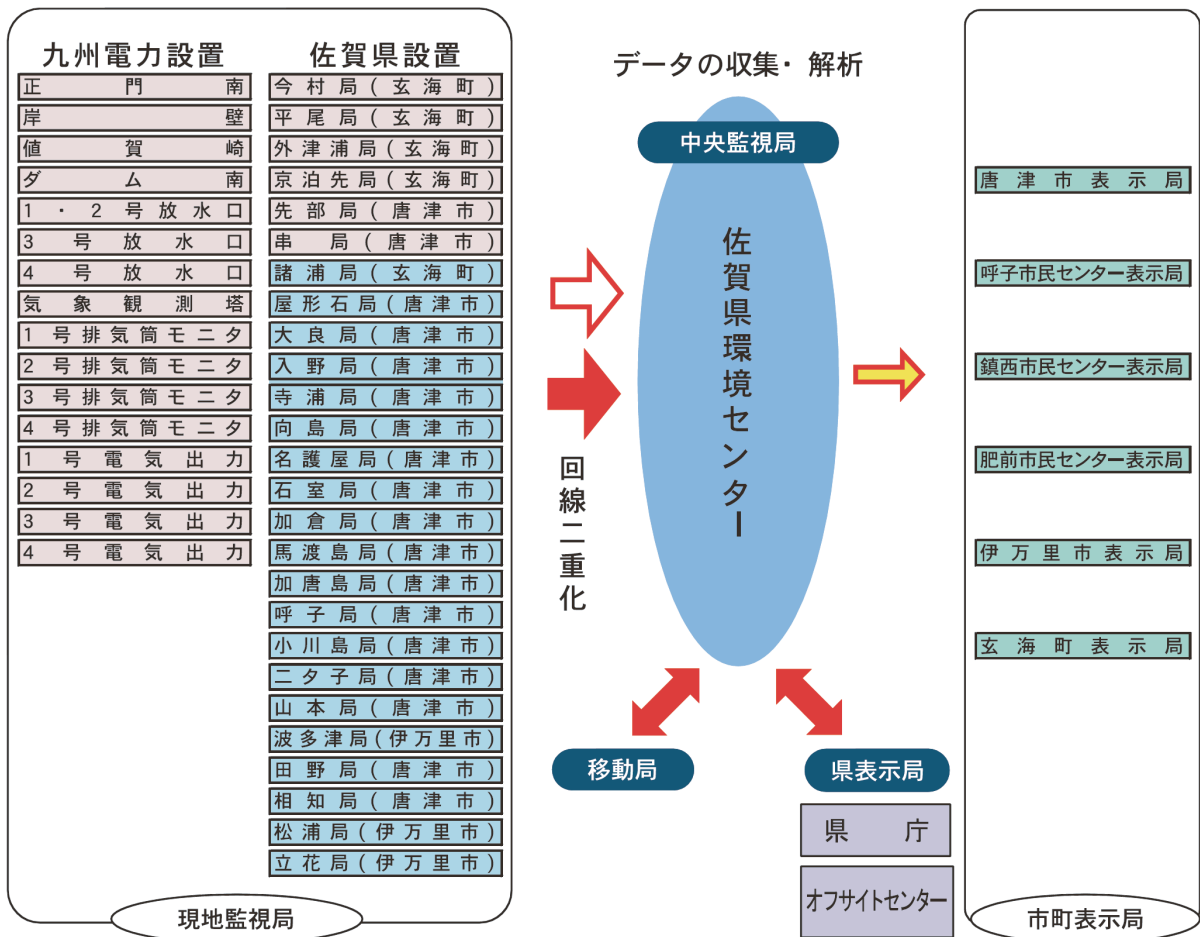 九州電力設置
正門南
岸壁
値賀崎
ダム南
1・2号放水口
3号放水口
4号放水口
気象観測塔
1号排気筒モニタ
2号排気筒モニタ
3号排気筒モニタ
4号排気筒モニタ
1号電気出力
2号電気出力
3号電気出力
4号電気出力
佐賀県設置
今村局(玄海町)
平尾局(玄海町)
外津浦局(玄海町)
京泊先局(玄海町)
先部局(唐津市)
串局(唐津市)
諸浦局(玄海町)
屋形石局(唐津市)
大良局(唐津市)
入野局(唐津市)
寺浦局(唐津市)
向島局(唐津市)
名護屋局(唐津市)
石室局(唐津市)
加倉局(唐津市)
馬渡島局(唐津市)
加唐島局(唐津市)
呼子局(唐津市)
小川島局(唐津市)
二タ子局(唐津市)
山本局(唐津市)
波多津局(伊万里市)
田野局(唐津市)
相知局(唐津市)
松浦局(伊万里市)
立花局(伊万里市)
現地監視局
回線二重化
データの収集・解析
中央監視局
佐賀県環境センター
移動局
県表示局
県庁
オフサイトセンター
唐津市表示局
呼子市民センター表示局
鎮西市民センター表示局
肥前市民センター表示局
伊万里市表示局
玄海町表示局
市町表示局